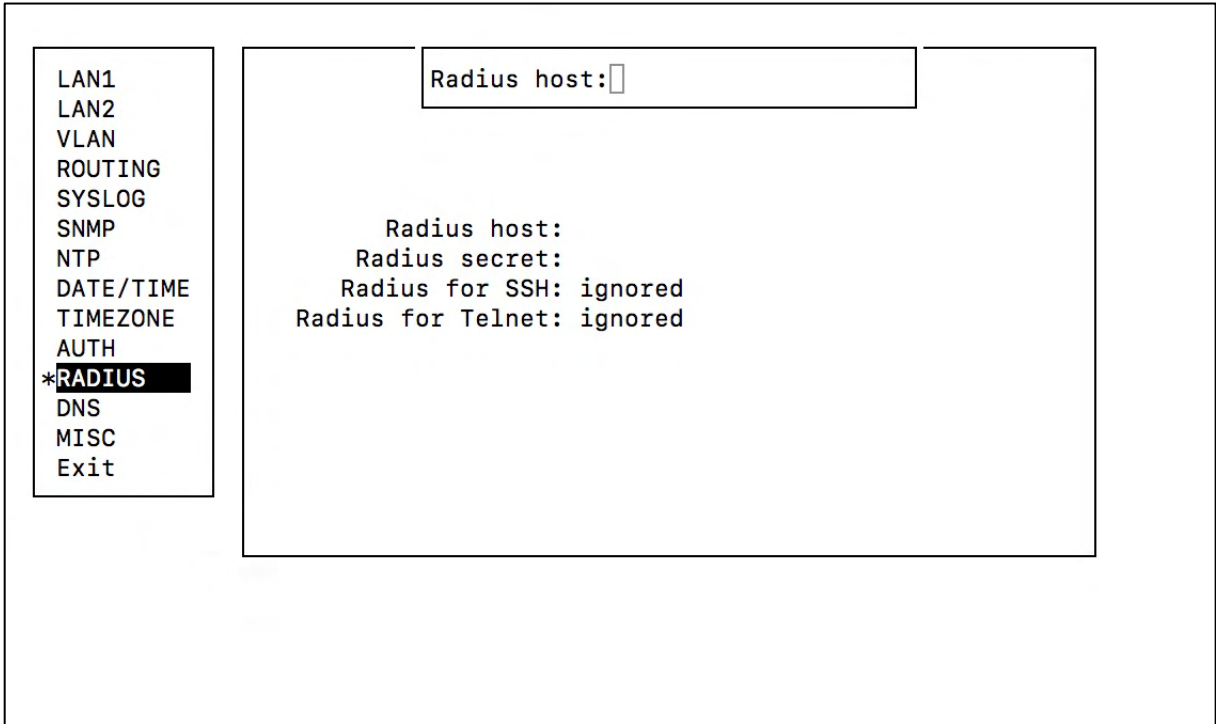 LAN1
LAN2
VLAN
ROUTING
SYSLOG
SNMP
NTP
DATE/TIME
TIMEZONE
AUTH
*RADIUS
DNS
MISC
Exit
Radius host:
Radius host:
Radius secret:
Radius for SSH: ignored
Radius for Telnet: ignored